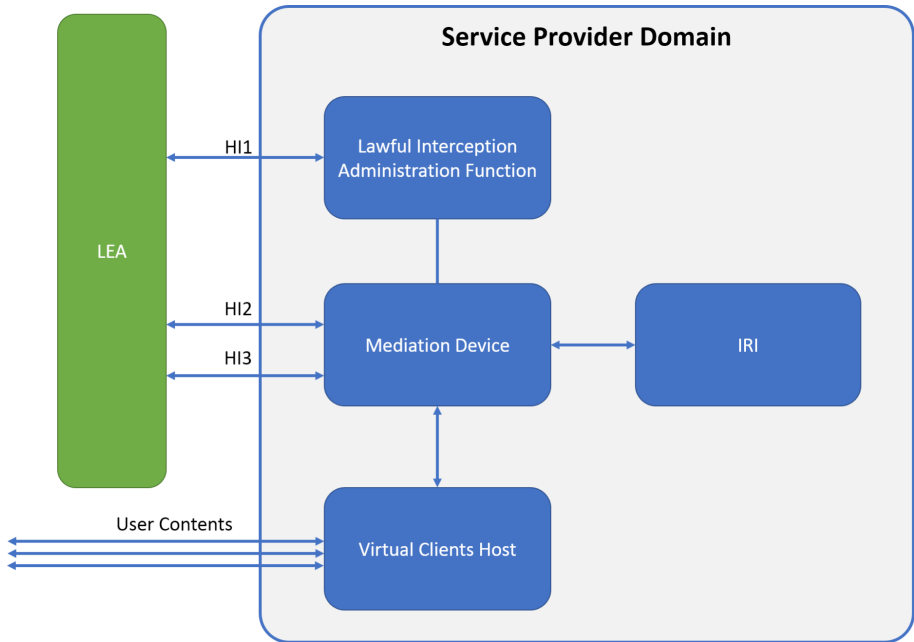 Service Provider Domain
HI1
Lawful Interception
Administration Function
LEA
HI2
Mediation Device
IRI
HI3
User Contents
Virtual Clients Host